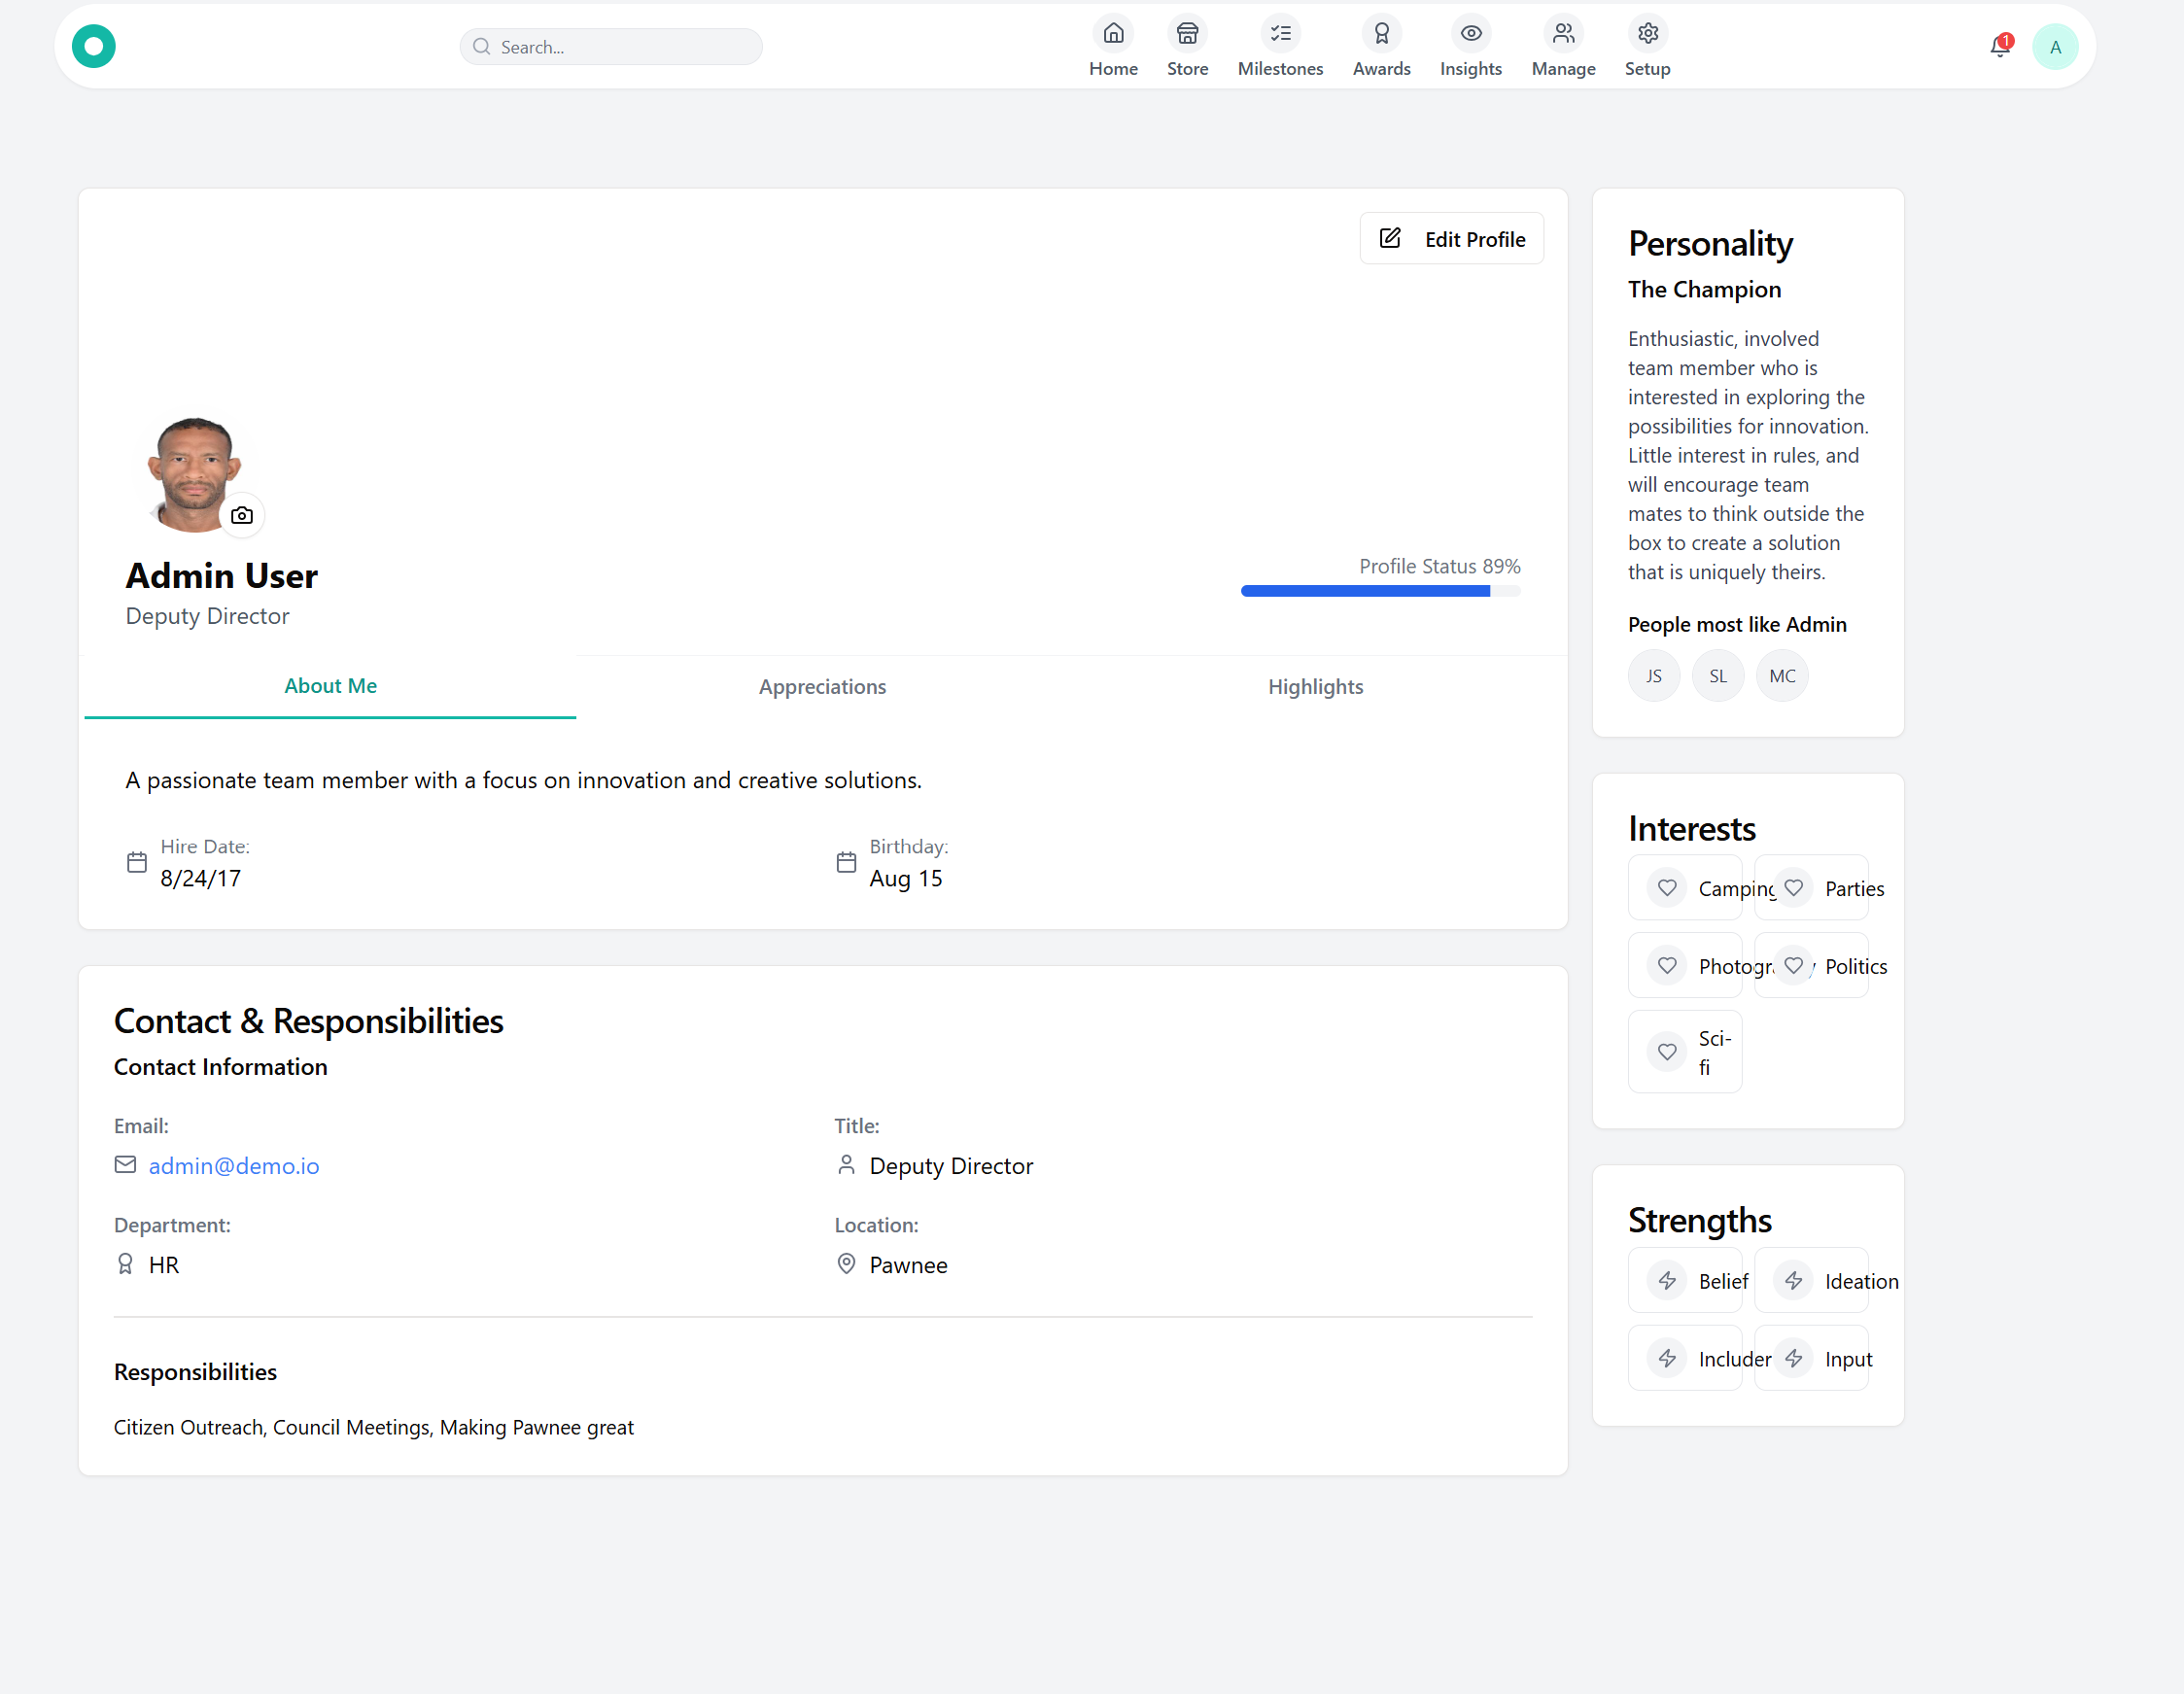 Search...
Home
Store
Milestones
Awards
Insights
Manage
Setup
1
A
Edit Profile
Admin User
Deputy Director
Profile Status 89%
About Me
Appreciations
Highlights
A passionate team member with a focus on innovation and creative solutions.
Hire Date:
8/24/17
Birthday:
Aug 15
Contact & Responsibilities
Contact Information
Email:
admin@demo.io
Title:
Deputy Director
Department:
HR
Location:
Pawnee
Responsibilities
Citizen Outreach, Council Meetings, Making Pawnee great
Personality
The Champion
Enthusiastic, involved
team member who is
interested in exploring the
possibilities for innovation.
Little interest in rules, and
will encourage team
mates to think outside the
box to create a solution
that is uniquely theirs.
People most like Admin
JS
SL
MC
Interests
Camping
Parties
Photography
Politics
Sci-
fi
Strengths
Belief
Ideation
Includer
Input